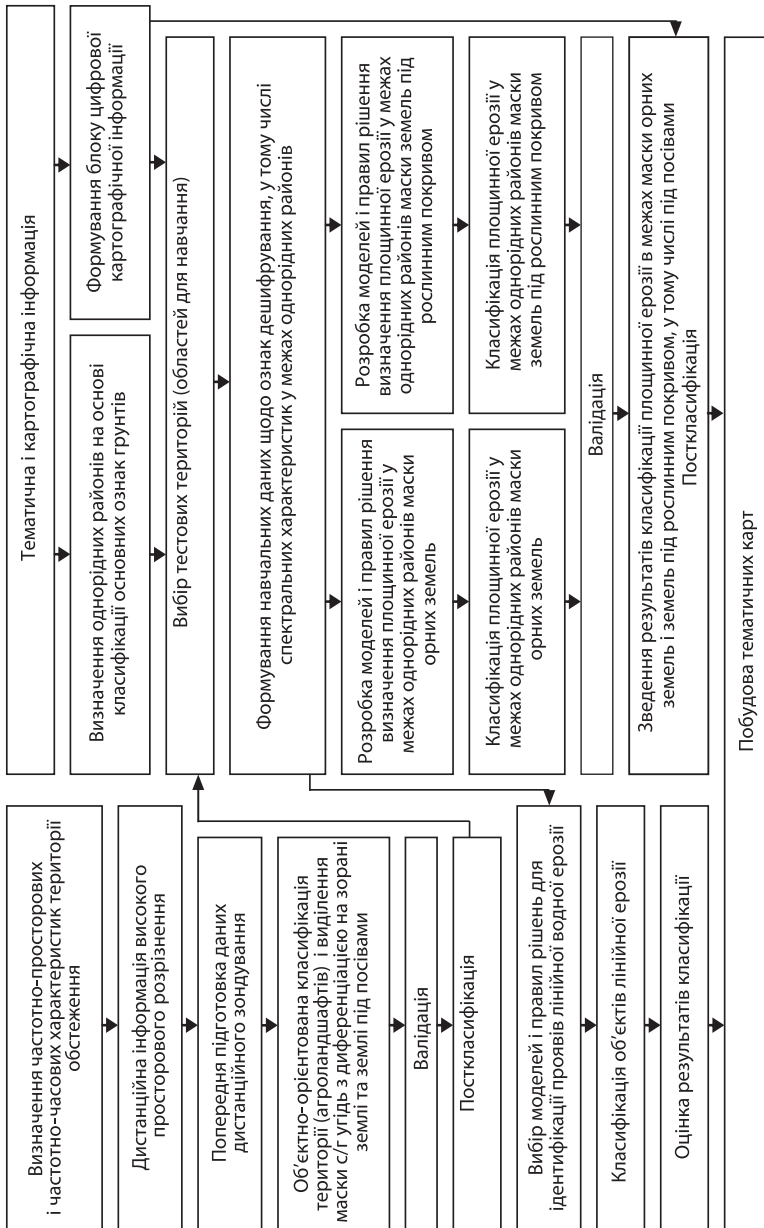 Визначення частотно-просторових
і частотно-часових характеристик території
обстеження
Дистанційна інформація високого
просторового розрізнення
Попередня підготовка даних
дистанційного зондування
Об’єктно-орієнтована класифікація
території (агроландшафтів) і виділення
маски с/г угідь з диференціацією на зорані
землі та землі під посівами
Валідація
Посткласифікація
Вибір моделей і правил рішень для
ідентифікації проявів лінійної водної ерозії
Класифікація об’єктів лінійної ерозії
Оцінка результатів класифікації
Тематична і картографічна інформація
Визначення однорідних районів на основі
класифікації основних ознак грунтів
Формування блоку цифрової
картографічної інформації
Вибір тестових територій (областей для навчання)
Формування навчальних даних щодо ознак дешифрування, у тому числі
спектральних характеристик у межах однорідних районів
Розробка моделей і правил рішення
визначення площинної ерозії у
межах однорідних районів маски
орних земель
Розробка моделей і правил рішення
визначення площинної ерозії у межах
однорідних районів маски земель під
рослинним покривом
Класифікація площинної ерозії у
межах однорідних районів маски
орних земель
Класифікація площинної ерозії у
межах однорідних районів маски
земель під рослинним покривом
Валідація
Зведення результатів класифікації площинної ерозії в межах маски орних
земель і земель під рослинним покривом, у тому числі під посівами
Посткласифікація
Побудова тематичних карт